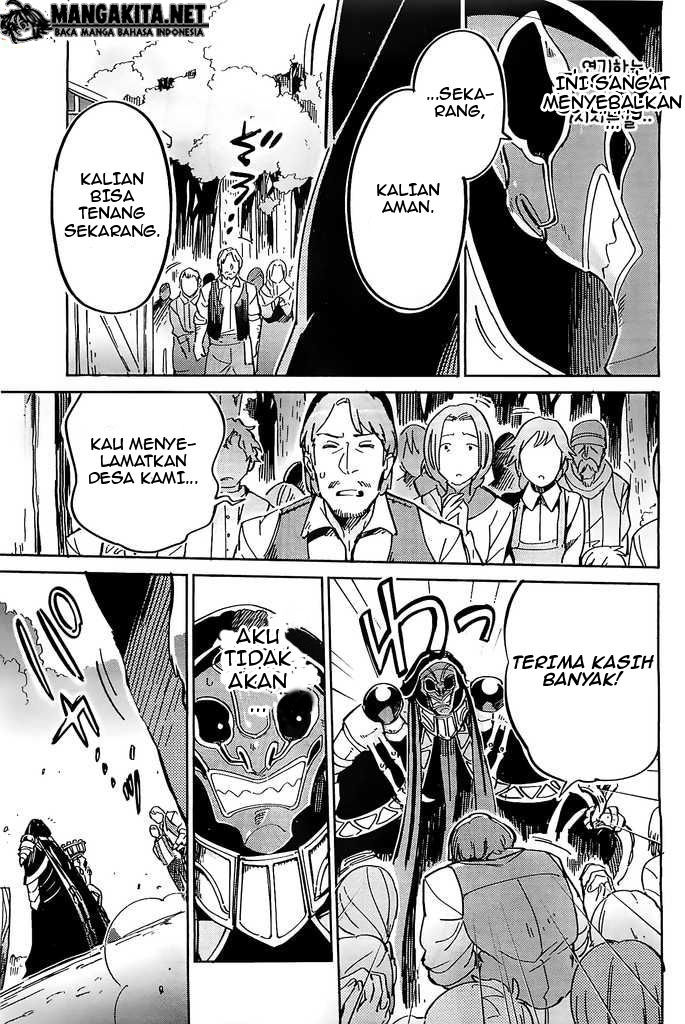 MANGAKITA.NET
BACA MANGA BAHASA INDONESIA
INI SANGAT
MENYEBALKAN
...SEKA-
RANG,
KALIAN
AMAN.
KALIAN
BISA
TENANG
SEKARANG.
KAU MENYE-
LAMATKAN
DESA KAMI...
TERIMA KASIH
BANYAK!
AKU
TIDAK
AKAN
...